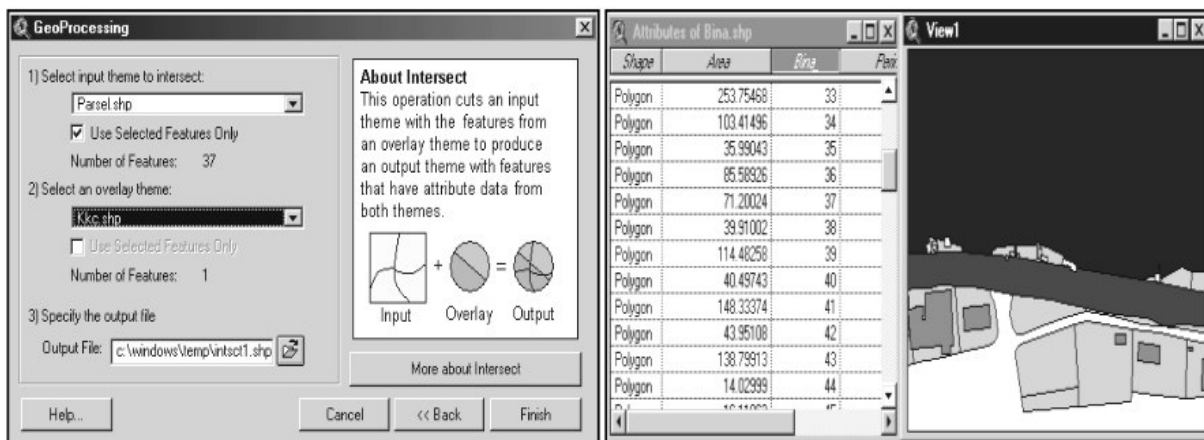 GeoProcessing
1) Select input theme to intersect:
Parsel.shp
Use Selected Features Only
Number of Features: 37
2) Select an overlay theme:
Kkc.shp
Use Selected Features Only
Number of Features: 1
3) Specify the output file
Output File: c:\windows\temp\intsct1.shp
About Intersect
This operation cuts an input
theme with the features from
an overlay theme to produce
an output theme with features
that have attribute data from
both themes.
+ =
Input Overlay Output
More about Intersect
Help... Cancel << Back Finish
Attributes of Bina.shp
Shape Area Bina_
Polygon 253.75468 33
Polygon 103.41496 34
Polygon 35.99043 35
Polygon 85.58926 36
Polygon 71.20024 37
Polygon 39.91002 38
Polygon 114.48258 39
Polygon 40.49743 40
Polygon 148.33374 41
Polygon 43.95108 42
Polygon 138.79913 43
Polygon 14.02999 44
View1